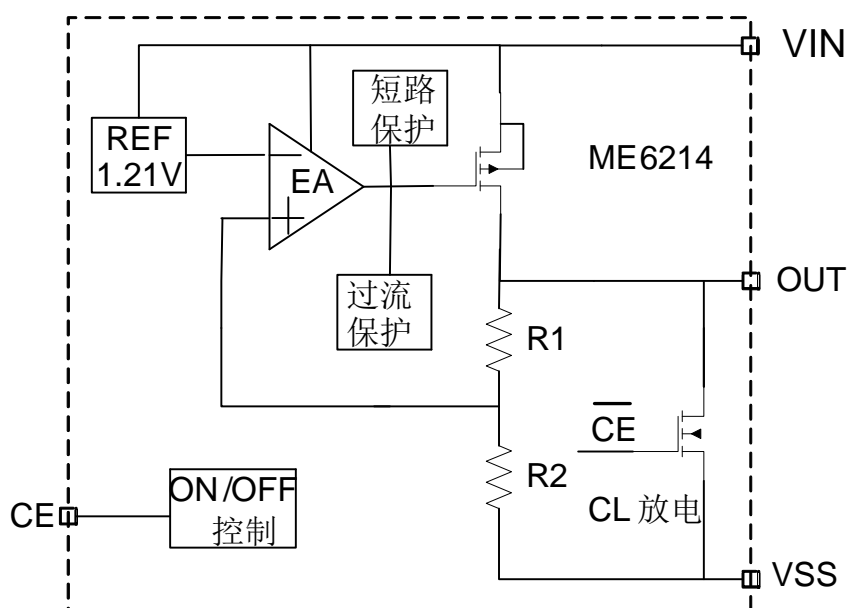 VIN
短路
保护
REF
1.21V
EA
ME6214
过流
保护
OUT
R1
CE
R2
ON/OFF
控制
CL 放电
CE
VSS